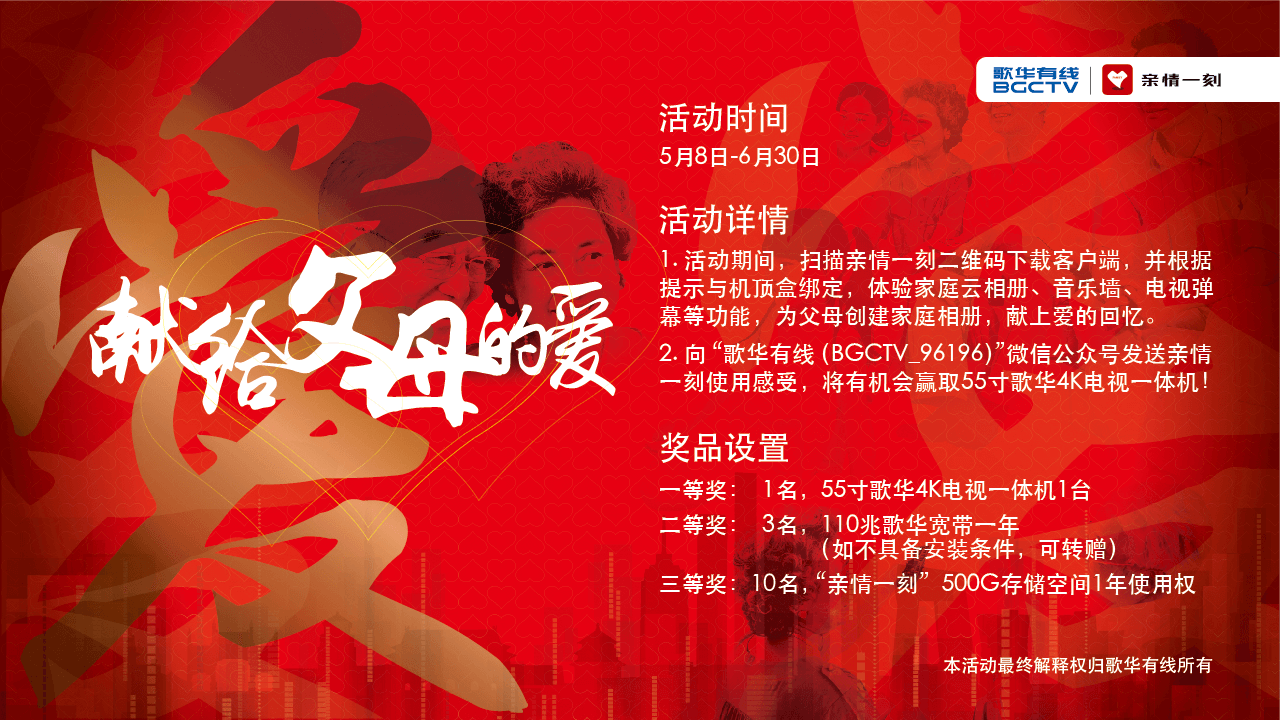 歌华有线
BGCTV
亲情一刻
活动时间
5月8日-6月30日
活动详情
1. 活动期间，扫描亲情一刻二维码下载客户端，并根据
提示与机顶盒绑定，体验家庭云相册、音乐墙、电视弹
幕等功能，为父母创建家庭相册，献上爱的回忆。
2. 向“歌华有线 (BGCTV_96196)”微信公众号发送亲情
一刻使用感受，将有机会赢取55寸歌华4K电视一体机！
献给父母的爱
爱
奖品设置
一等奖： 1名，55寸歌华4K电视一体机1台
二等奖： 3名，110兆歌华宽带一年
（如不具备安装条件，可转赠）
三等奖：10名，“亲情一刻” 500G存储空间1年使用权
本活动最终解释权归歌华有线所有